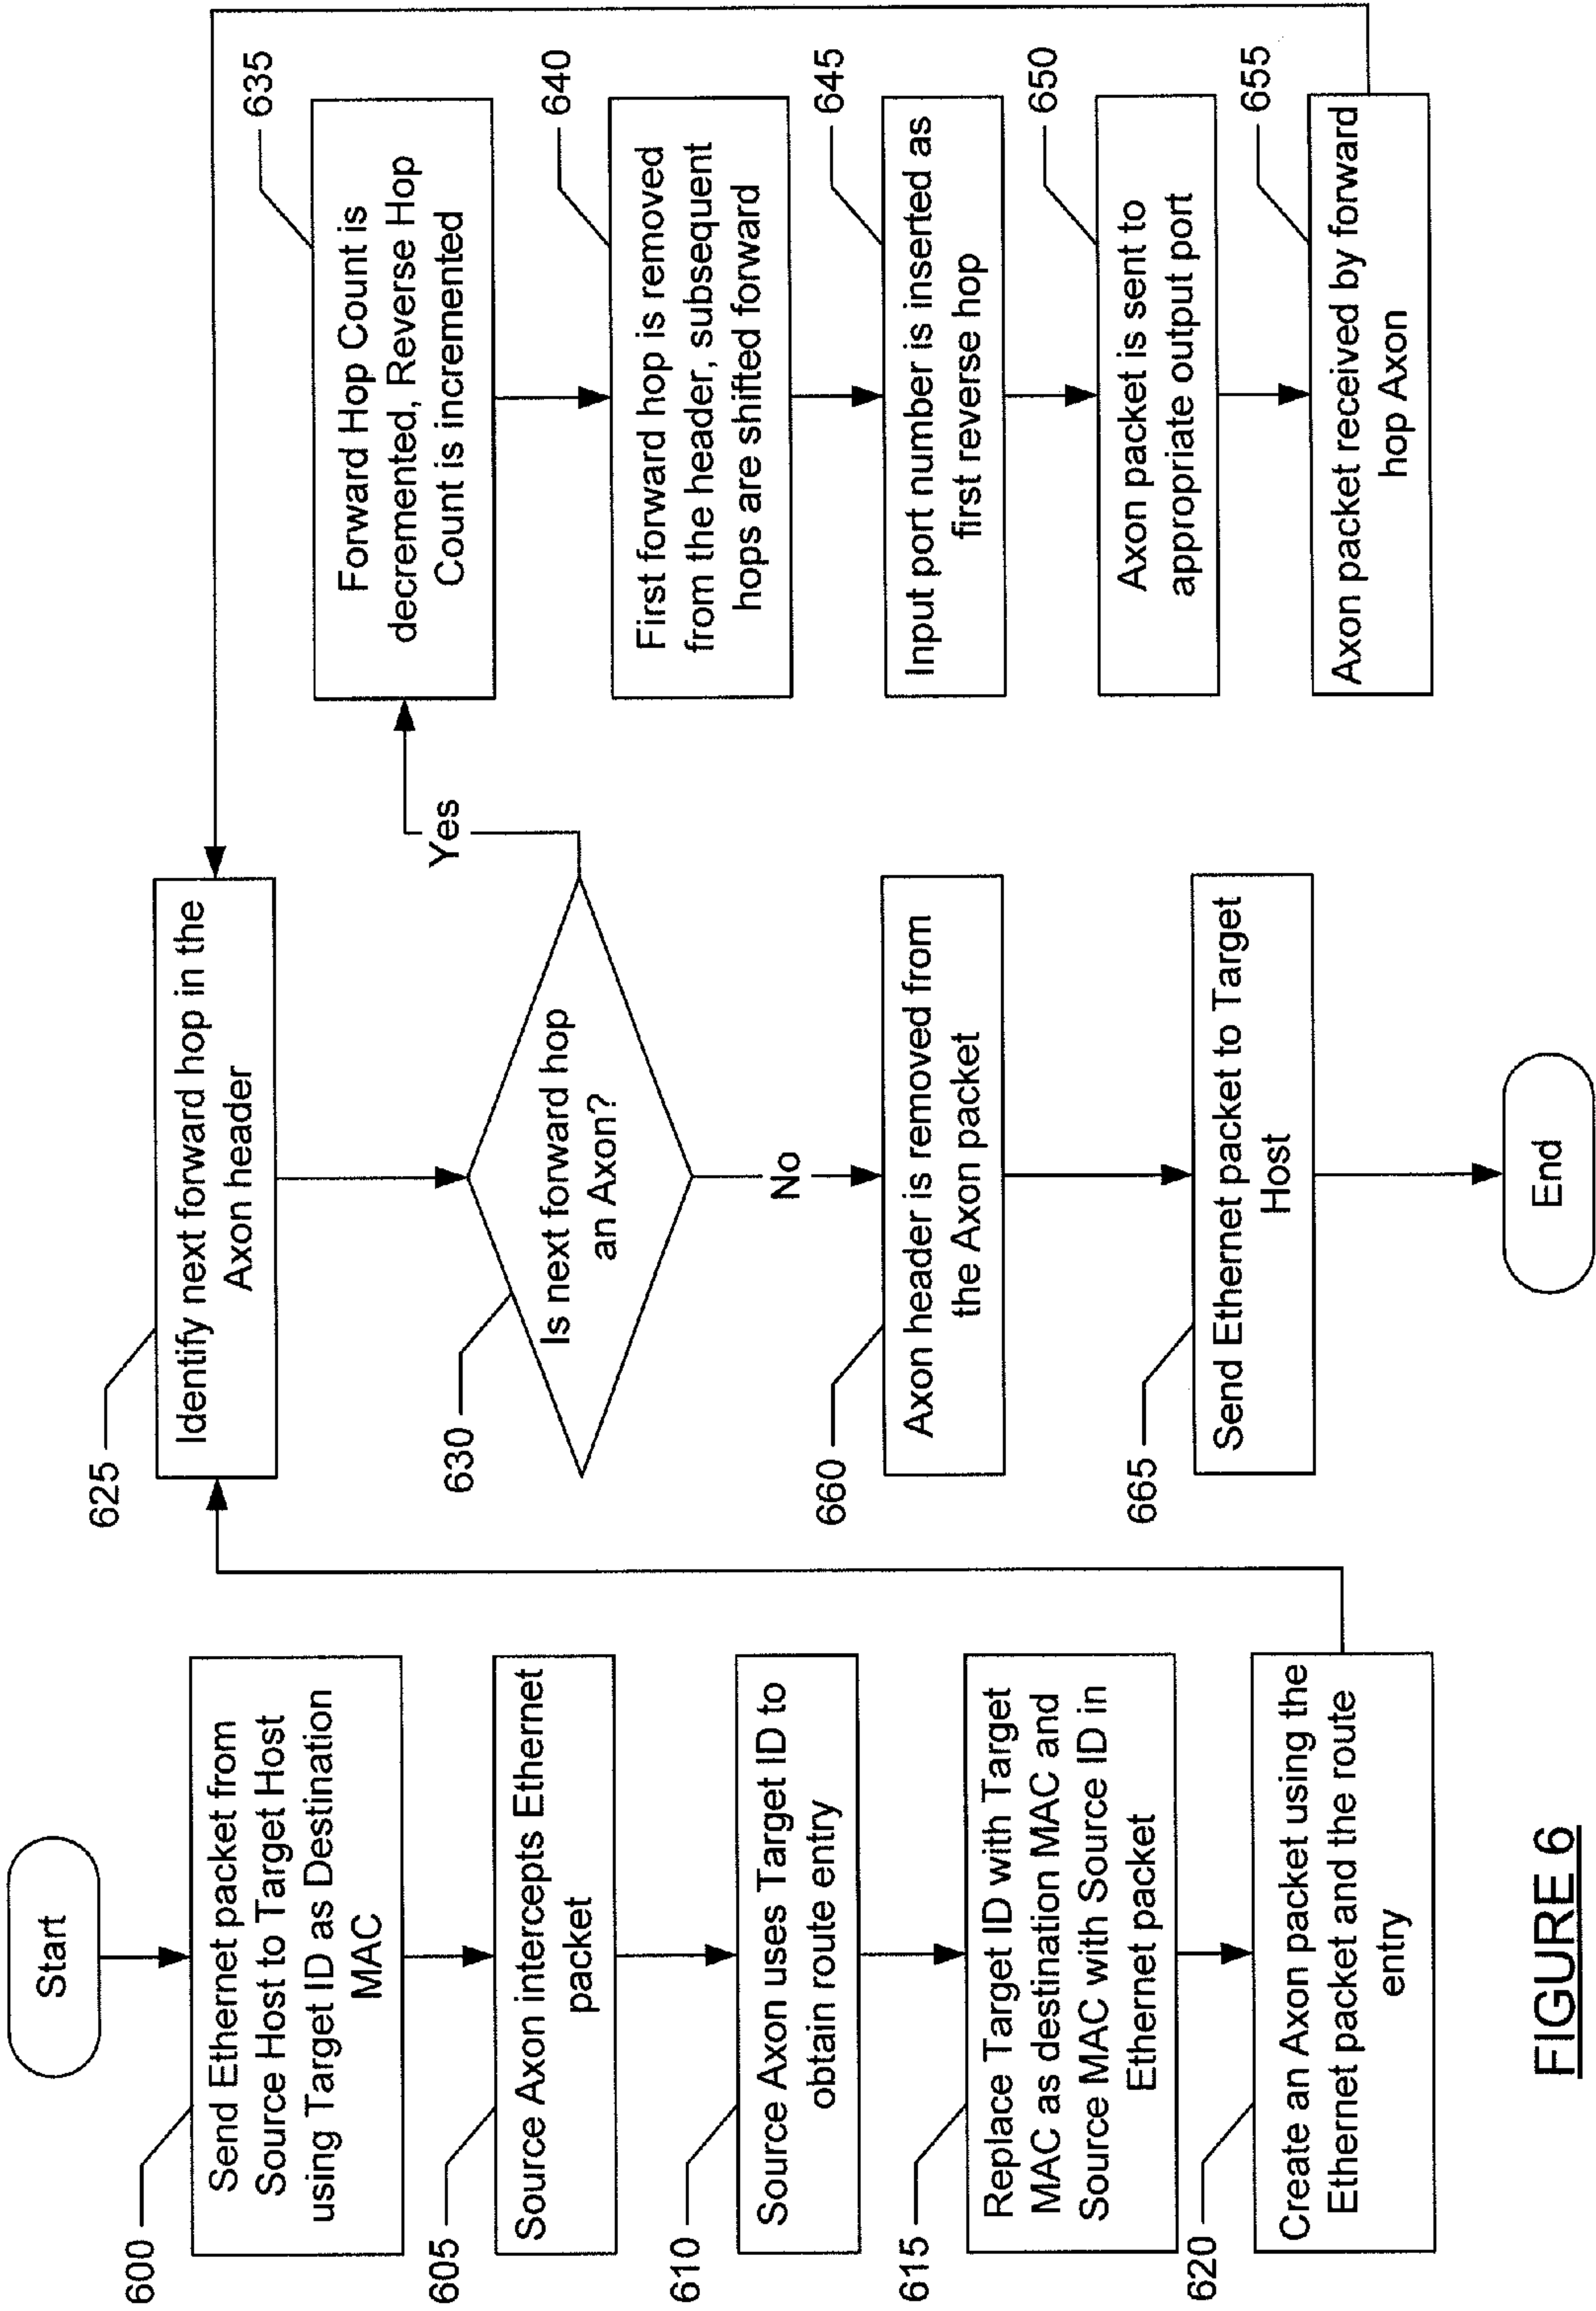 Start
600
Send Ethernet packet from
Source Host to Target Host
using Target ID as Destination
MAC
605
Source Axon intercepts Ethernet
packet
610
Source Axon uses Target ID to
obtain route entry
615
Replace Target ID with Target
MAC as destination MAC and
Source MAC with Source ID in
Ethernet packet
620
Create an Axon packet using the
Ethernet packet and the route
entry
625
Identify next forward hop in the
Axon header
630
Is next forward hop
an Axon?
Yes
No
660
Axon header is removed from
the Axon packet
665
Send Ethernet packet to Target
Host
End
635
Forward Hop Count is
decremented, Reverse Hop
Count is incremented
640
First forward hop is removed
from the header, subsequent
hops are shifted forward
645
Input port number is inserted as
first reverse hop
650
Axon packet is sent to
appropriate output port
655
Axon packet received by forward
hop Axon
FIGURE 6